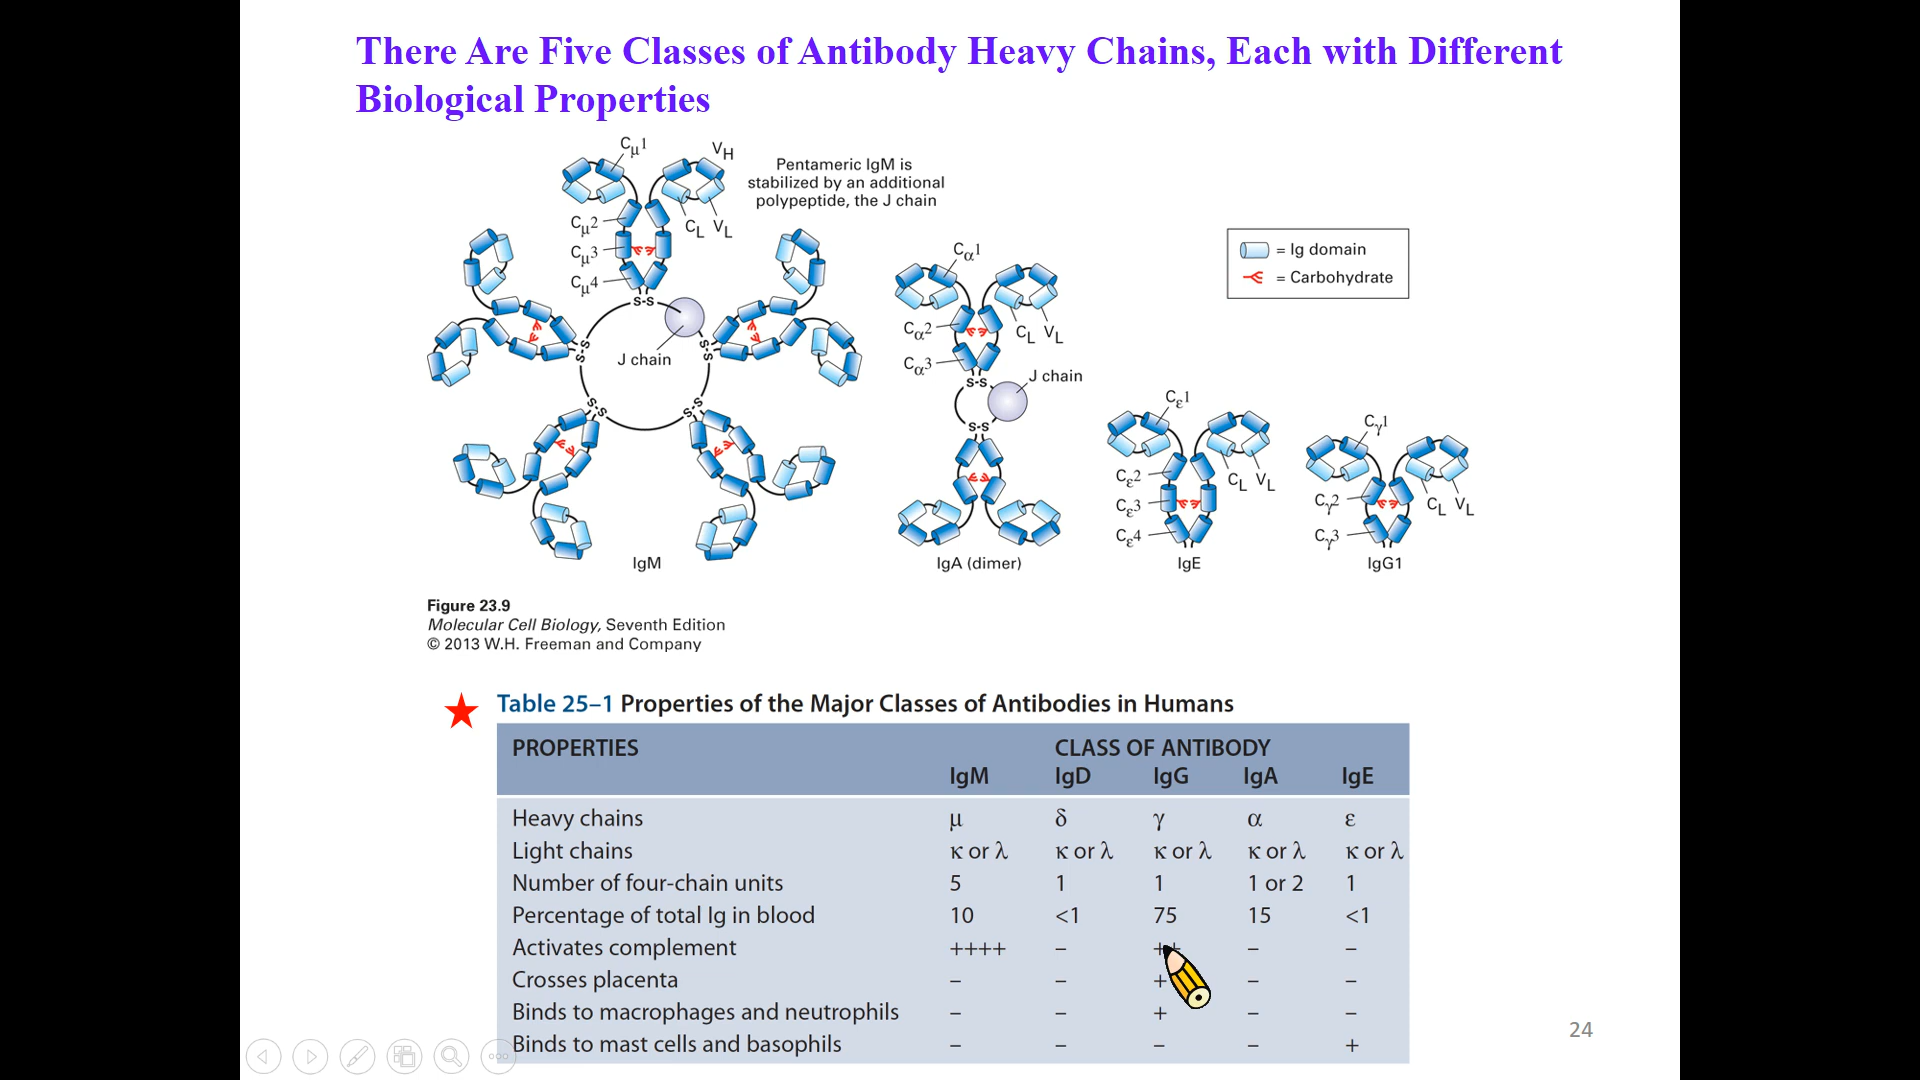 There Are Five Classes of Antibody Heavy Chains, Each with Different
Biological Properties
Cμ1
VH
Pentameric IgM is
stabilized by an additional
polypeptide, the J chain
Cμ2
CL VL
Cμ3
Cμ4
S-S
J chain
S-S
S-S
S-S
S-S
IgM
Cα1
Cα2
CL VL
Cα3
S-S
J chain
S-S
IgA (dimer)
= Ig domain
= Carbohydrate
Cε1
Cε2
CL VL
Cε3
Cε4
IgE
Cγ1
Cγ2
CL VL
Cγ3
IgG1
Figure 23.9
Molecular Cell Biology, Seventh Edition
© 2013 W.H. Freeman and Company
Table 25–1 Properties of the Major Classes of Antibodies in Humans
PROPERTIES CLASS OF ANTIBODY
IgM IgD IgG IgA IgE
Heavy chains μ δ γ α ε
Light chains κ or λ κ or λ κ or λ κ or λ κ or λ
Number of four-chain units 5 1 1 1 or 2 1
Percentage of total Ig in blood 10 <1 75 15 <1
Activates complement ++++ – ++ – –
Crosses placenta – – + – –
Binds to macrophages and neutrophils – – + – –
Binds to mast cells and basophils – – – – +
24